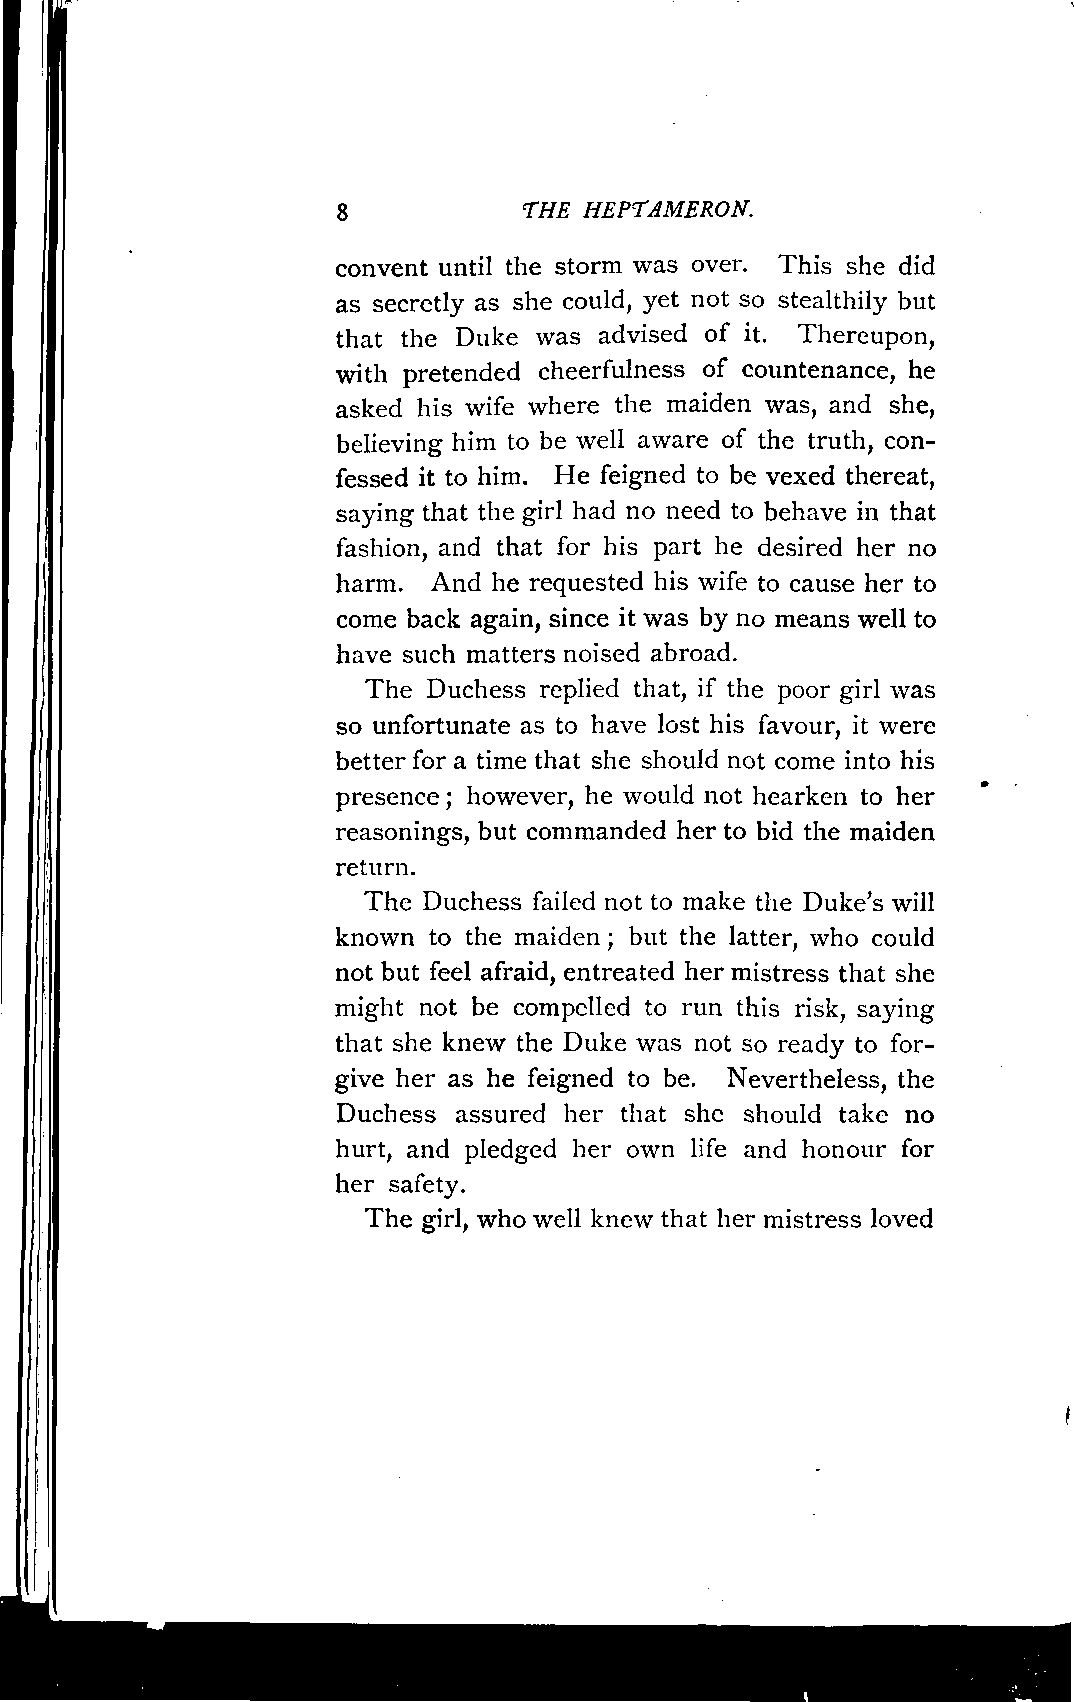 8 THE HEPTAMERON.
convent until the storm was over. This she did
as secretly as she could, yet not so stealthily but
that the Duke was advised of it. Thereupon,
with pretended cheerfulness of countenance, he
asked his wife where the maiden was, and she,
believing him to be well aware of the truth, con-
fessed it to him. He feigned to be vexed thereat,
saying that the girl had no need to behave in that
fashion, and that for his part he desired her no
harm. And he requested his wife to cause her to
come back again, since it was by no means well to
have such matters noised abroad.
The Duchess replied that, if the poor girl was
so unfortunate as to have lost his favour, it were
better for a time that she should not come into his
presence; however, he would not hearken to her
reasonings, but commanded her to bid the maiden
return.
The Duchess failed not to make the Duke's will
known to the maiden; but the latter, who could
not but feel afraid, entreated her mistress that she
might not be compelled to run this risk, saying
that she knew the Duke was not so ready to for-
give her as he feigned to be. Nevertheless, the
Duchess assured her that she should take no
hurt, and pledged her own life and honour for
her safety.
The girl, who well knew that her mistress loved